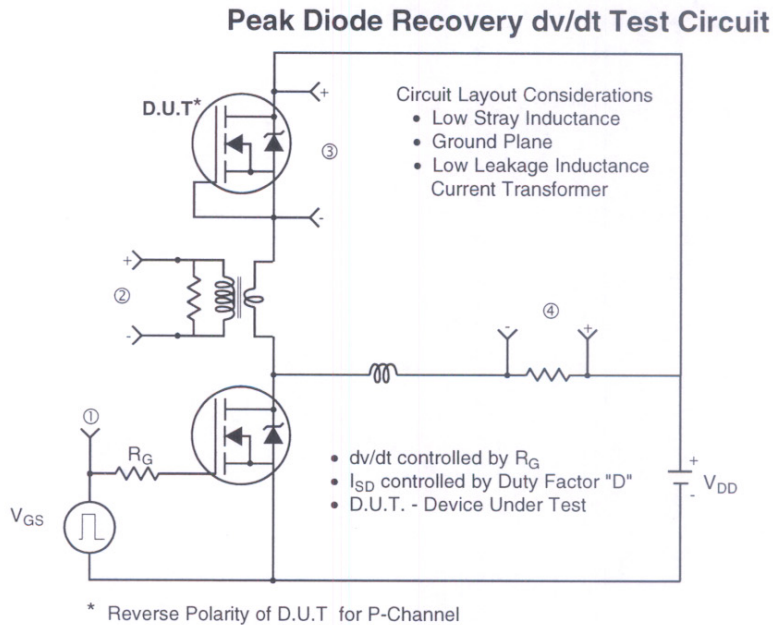 Peak Diode Recovery dv/dt Test Circuit
D.U.T*
+
③
-
Circuit Layout Considerations
• Low Stray Inductance
• Ground Plane
• Low Leakage Inductance
Current Transformer
+
②
-
④
-
+
①
RG
VGS
• dv/dt controlled by RG
• ISD controlled by Duty Factor "D"
• D.U.T. - Device Under Test
+
VDD
-
* Reverse Polarity of D.U.T for P-Channel